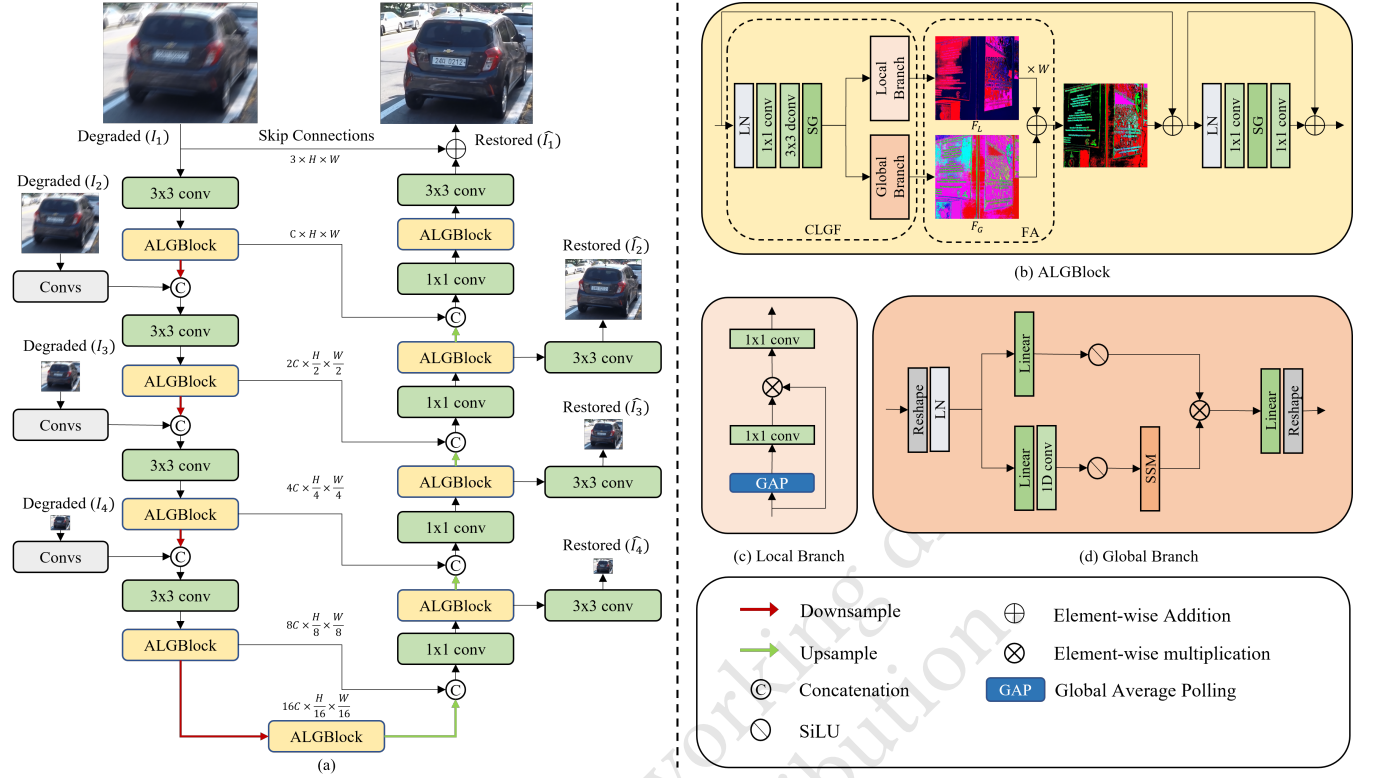 Degraded (I₁)
Skip Connections
3 × H × W
Restored (Î₁)
Degraded (I₂)
3x3 conv
3x3 conv
ALGBlock
C × H × W
ALGBlock
Restored (Î₂)
Convs
C
1x1 conv
C
3x3 conv
Degraded (I₃)
ALGBlock
2C × H/2 × W/2
ALGBlock
3x3 conv
Convs
C
1x1 conv
Restored (Î₃)
C
3x3 conv
ALGBlock
3x3 conv
Degraded (I₄)
ALGBlock
4C × H/4 × W/4
1x1 conv
Restored (Î₄)
Convs
C
C
3x3 conv
ALGBlock
3x3 conv
ALGBlock
8C × H/8 × W/8
1x1 conv
C
16C × H/16 × W/16
ALGBlock
(a)
LN
1x1 conv
3x3 dconv
SG
Local
Branch
Global
Branch
CLGF
F_L
F_G
× W
FA
LN
1x1 conv
SG
1x1 conv
(b) ALGBlock
1x1 conv
1x1 conv
GAP
(c) Local Branch
Reshape
LN
Linear
Linear
1D conv
SSM
Linear
Reshape
(d) Global Branch
Downsample
Element-wise Addition
Upsample
Element-wise multiplication
C
Concatenation
GAP
Global Average Polling
SiLU